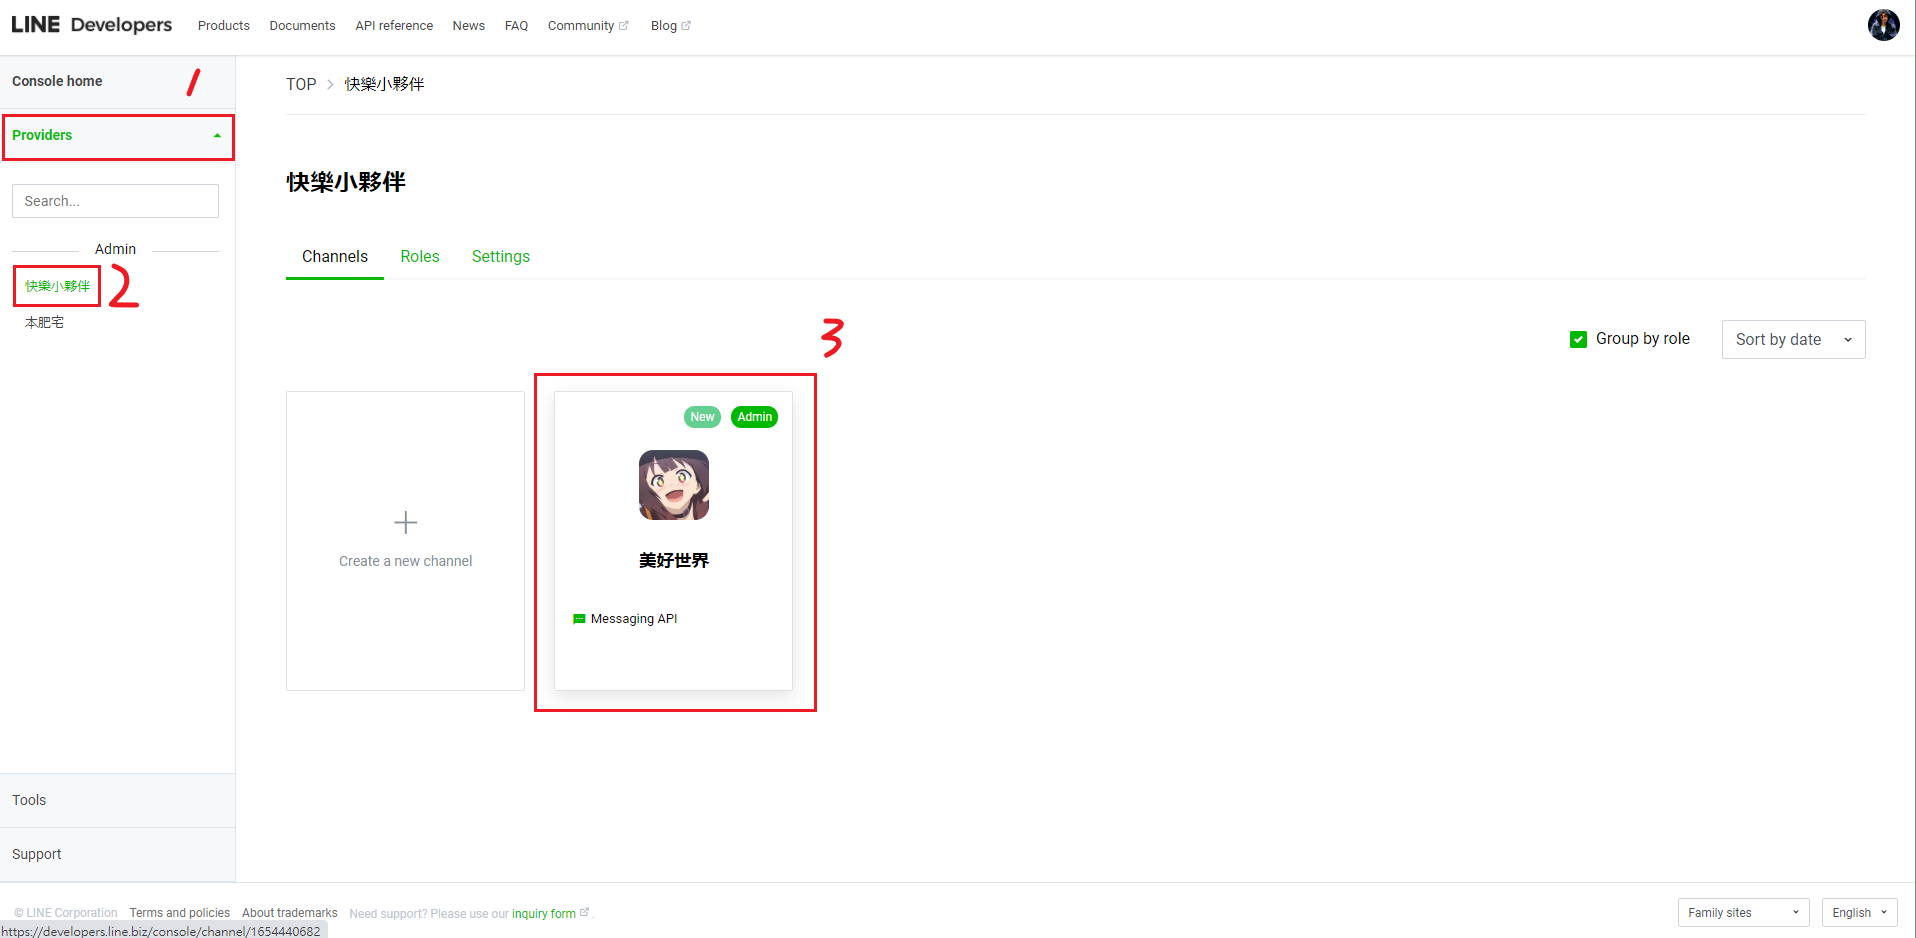 LINE Developers Products Documents API reference News FAQ Community Blog
Console home 1
Providers
Search...
Admin
快樂小夥伴 2
本肥宅
TOP > 快樂小夥伴
快樂小夥伴
Channels Roles Settings
3
Group by role Sort by date
Create a new channel
New Admin
美好世界
Messaging API
Tools
Support
© LINE Corporation Terms and policies About trademarks Need support? Please use our inquiry form .
Family sites English
https://developers.line.biz/console/channel/1654440682